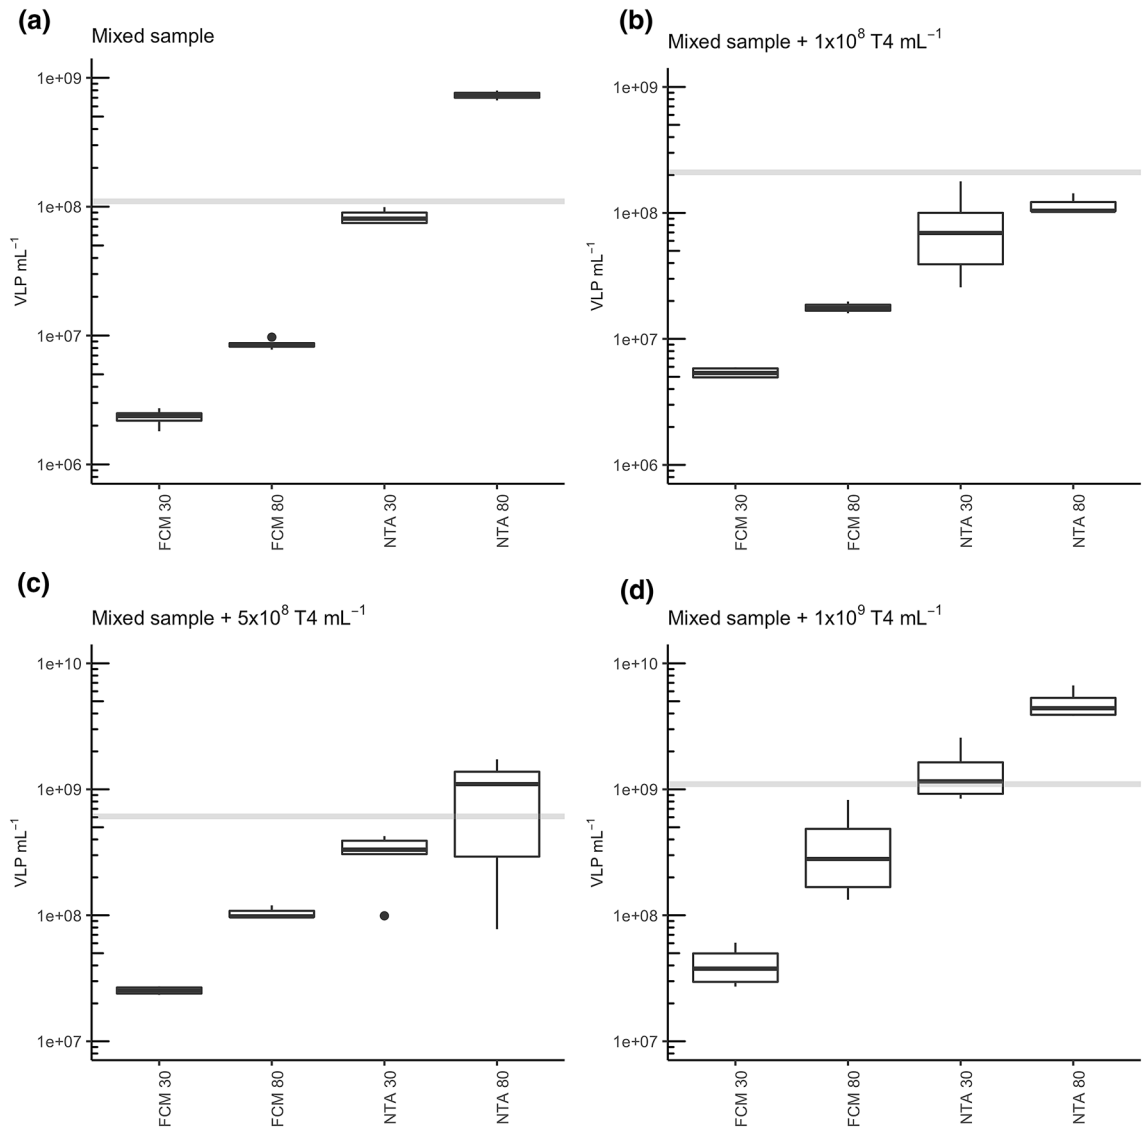 (a)
Mixed sample
1e+09
1e+08
1e+07
1e+06
VLP mL⁻¹
FCM 30
FCM 80
NTA 30
NTA 80
(b)
Mixed sample + 1x10⁸ T4 mL⁻¹
1e+09
1e+08
1e+07
1e+06
VLP mL⁻¹
FCM 30
FCM 80
NTA 30
NTA 80
(c)
Mixed sample + 5x10⁸ T4 mL⁻¹
1e+10
1e+09
1e+08
1e+07
VLP mL⁻¹
FCM 30
FCM 80
NTA 30
NTA 80
(d)
Mixed sample + 1x10⁹ T4 mL⁻¹
1e+10
1e+09
1e+08
1e+07
VLP mL⁻¹
FCM 30
FCM 80
NTA 30
NTA 80